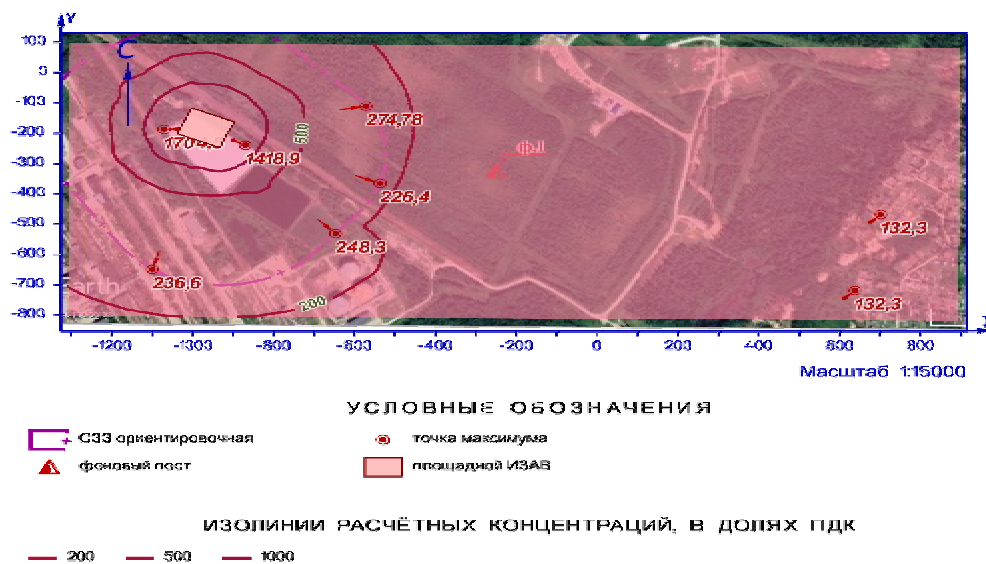 Y
С
100
0
-100
-200
-300
-400
-500
-600
-700
-800
274,78
1418,9
500
ф.1
226,4
248,3
236,6
200
132,3
132,3
-1200 -1000 -800 -600 -400 -200 0 200 400 600 800
Масштаб 1:15000
УСЛОВНЫЕ ОБОЗНАЧЕНИЯ
СЗЗ ориентировочная
точка максимума
фоновый пост
площадной ИЗАВ
ИЗОЛИНИИ РАСЧЁТНЫХ КОНЦЕНТРАЦИЙ, В ДОЛЯХ ПДК
200 500 1000